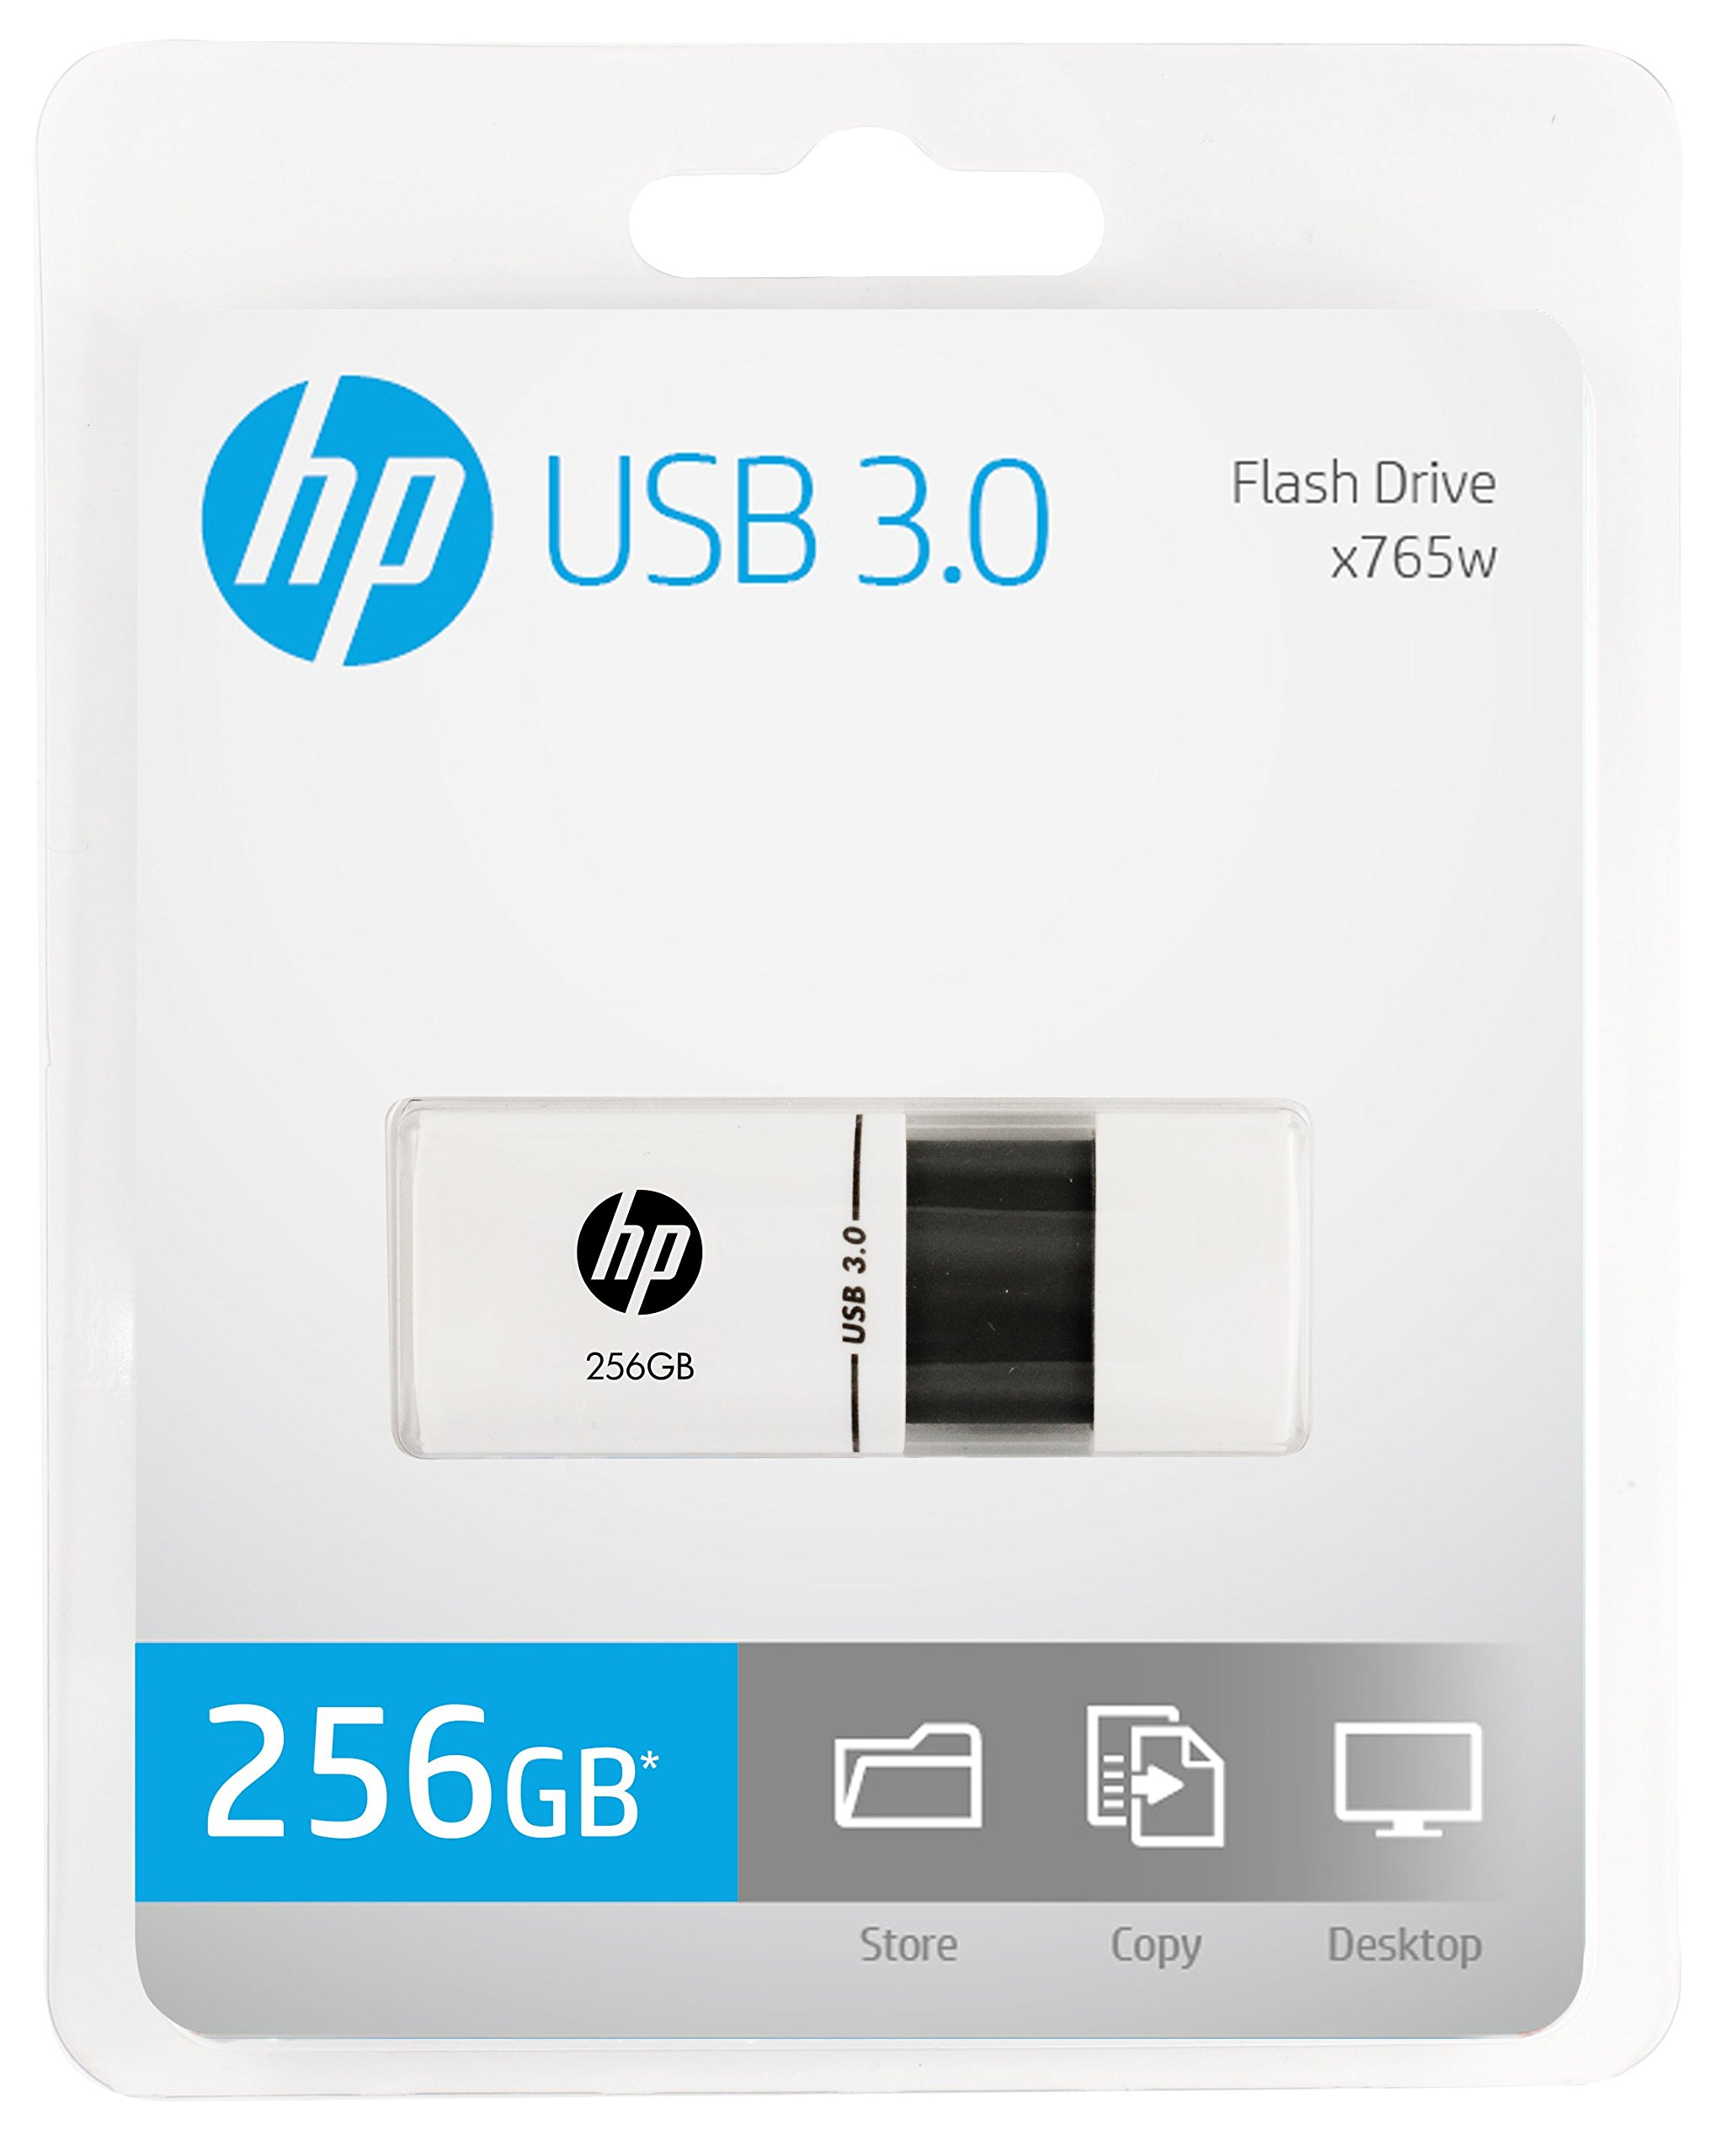 hp USB 3.0
Flash Drive
x765w
hp
256GB
USB 3.0
256GB*
Store Copy Desktop